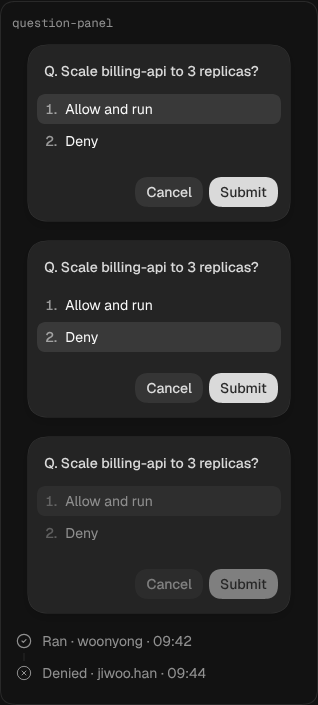 question-panel
Q. Scale billing-api to 3 replicas?
1. Allow and run
2. Deny
Cancel Submit
Q. Scale billing-api to 3 replicas?
1. Allow and run
2. Deny
Cancel Submit
Q. Scale billing-api to 3 replicas?
1. Allow and run
2. Deny
Cancel Submit
Ran · woonyong · 09:42
Denied · jiwoo.han · 09:44